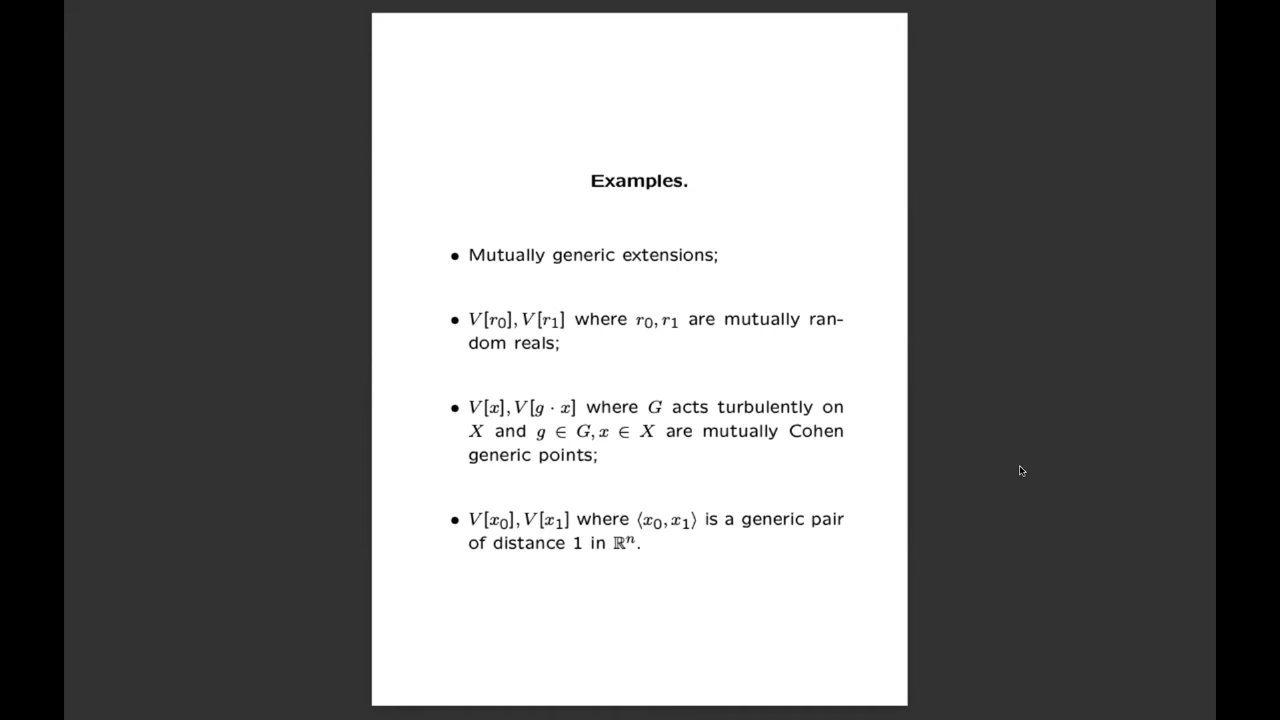 Examples.
• Mutually generic extensions;
• V[r₀], V[r₁] where r₀, r₁ are mutually ran-
dom reals;
• V[x], V[g · x] where G acts turbulently on
X and g ∈ G, x ∈ X are mutually Cohen
generic points;
• V[x₀], V[x₁] where ⟨x₀, x₁⟩ is a generic pair
of distance 1 in ℝⁿ.